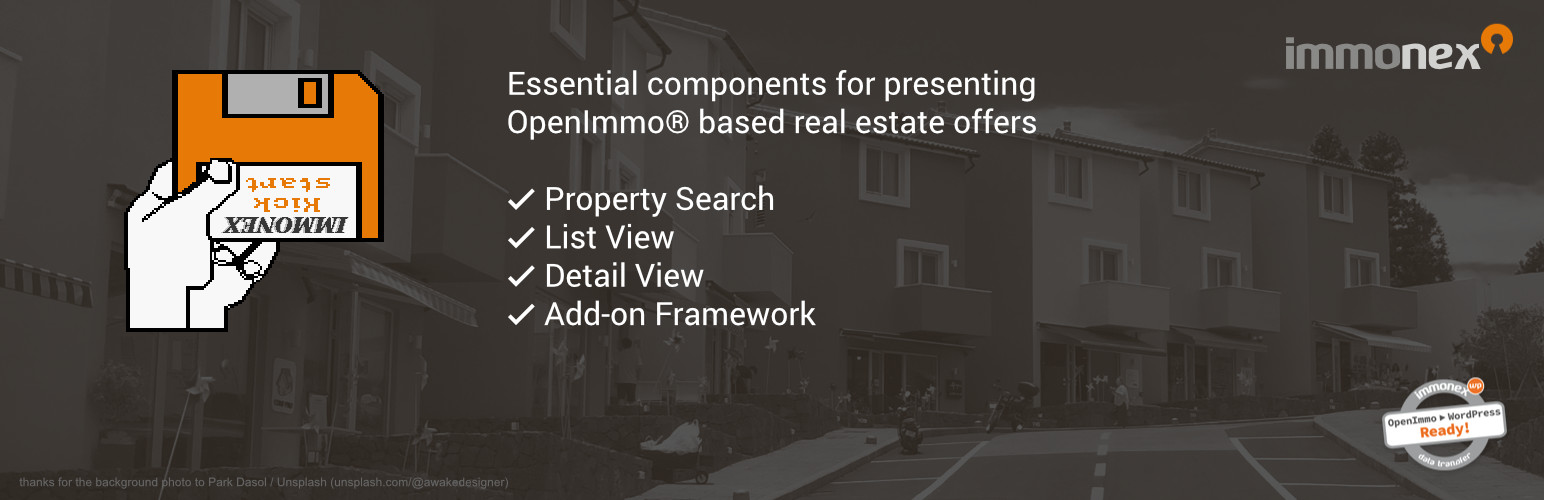 immonex
Essential components for presenting
OpenImmo® based real estate offers
Property Search
List View
Detail View
Add-on Framework
IMMONEX
Kick
start
immonex wp
OpenImmo ▸ WordPress
Ready!
data transfer
thanks for the background photo to Park Dasol / Unsplash (unsplash.com/@awakedesigner)